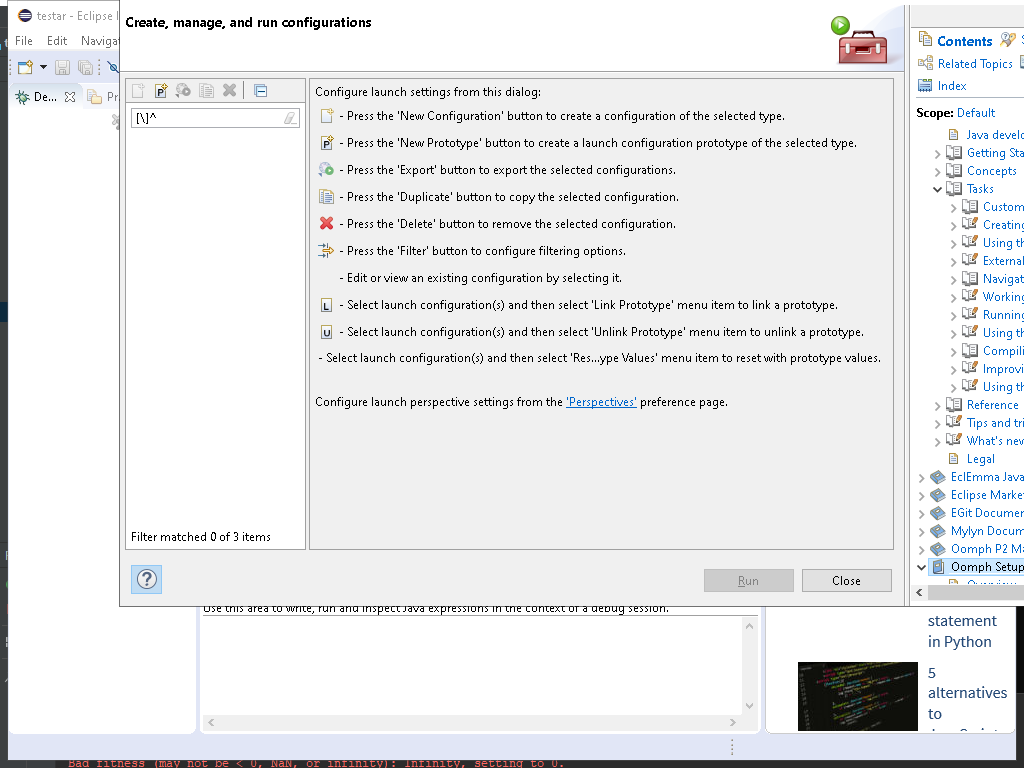 testar - Eclipse I
Create, manage, and run configurations
File Edit Navigat
De...
Pr
[\]^
Filter matched 0 of 3 items
Configure launch settings from this dialog:
- Press the 'New Configuration' button to create a configuration of the selected type.
- Press the 'New Prototype' button to create a launch configuration prototype of the selected type.
- Press the 'Export' button to export the selected configurations.
- Press the 'Duplicate' button to copy the selected configuration.
- Press the 'Delete' button to remove the selected configuration.
- Press the 'Filter' button to configure filtering options.
- Edit or view an existing configuration by selecting it.
L - Select launch configuration(s) and then select 'Link Prototype' menu item to link a prototype.
U - Select launch configuration(s) and then select 'Unlink Prototype' menu item to unlink a prototype.
- Select launch configuration(s) and then select 'Res...ype Values' menu item to reset with prototype values.
Configure launch perspective settings from the 'Perspectives' preference page.
Run
Close
Contents
Related Topics
Index
Scope: Default
Java develo
Getting Sta
Concepts
Tasks
Custom
Creating
Using the
External
Navigat
Working
Running
Using th
Compili
Improvi
Using th
Reference
Tips and tri
What's new
Legal
EclEmma Java
Eclipse Marke
EGit Documen
Mylyn Docum
Oomph P2 Ma
Oomph Setup
Use this area to write, run and inspect Java expressions in the context of a debug session.
statement
in Python
5
alternatives
to
Bad fitness (may not be < 0, NaN, or infinity): Infinity, setting to 0.